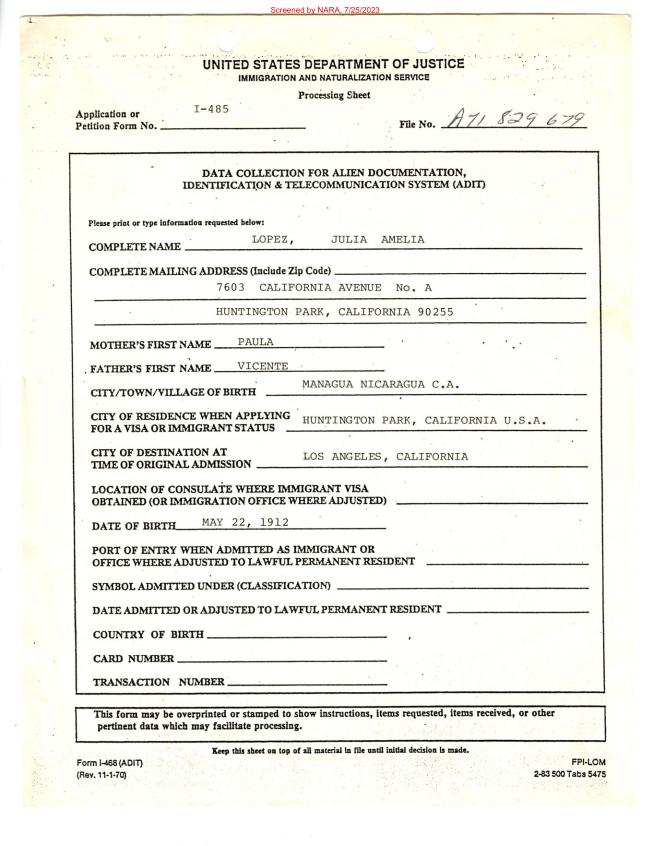 Screened by NARA, 7/25/2023
UNITED STATES DEPARTMENT OF JUSTICE
IMMIGRATION AND NATURALIZATION SERVICE
Processing Sheet
Application or
Petition Form No. I-485
File No. A71 829 679
DATA COLLECTION FOR ALIEN DOCUMENTATION,
IDENTIFICATION & TELECOMMUNICATION SYSTEM (ADIT)
Please print or type information requested below:
COMPLETE NAME LOPEZ, JULIA AMELIA
COMPLETE MAILING ADDRESS (Include Zip Code)
7603 CALIFORNIA AVENUE No. A
HUNTINGTON PARK, CALIFORNIA 90255
MOTHER'S FIRST NAME PAULA
FATHER'S FIRST NAME VICENTE
CITY/TOWN/VILLAGE OF BIRTH MANAGUA NICARAGUA C.A.
CITY OF RESIDENCE WHEN APPLYING
FOR A VISA OR IMMIGRANT STATUS HUNTINGTON PARK, CALIFORNIA U.S.A.
CITY OF DESTINATION AT
TIME OF ORIGINAL ADMISSION LOS ANGELES, CALIFORNIA
LOCATION OF CONSULATE WHERE IMMIGRANT VISA
OBTAINED (OR IMMIGRATION OFFICE WHERE ADJUSTED)
DATE OF BIRTH MAY 22, 1912
PORT OF ENTRY WHEN ADMITTED AS IMMIGRANT OR
OFFICE WHERE ADJUSTED TO LAWFUL PERMANENT RESIDENT
SYMBOL ADMITTED UNDER (CLASSIFICATION)
DATE ADMITTED OR ADJUSTED TO LAWFUL PERMANENT RESIDENT
COUNTRY OF BIRTH
CARD NUMBER
TRANSACTION NUMBER
This form may be overprinted or stamped to show instructions, items requested, items received, or other
pertinent data which may facilitate processing.
Keep this sheet on top of all material in file until initial decision is made.
Form I-468 (ADIT)
(Rev. 11-1-70)
FPI-LOM
2-83 500 Tabs 5475